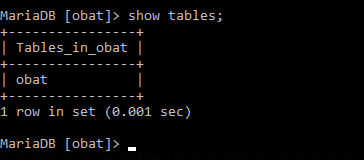 MariaDB [obat]> show tables;
+----------------+
| Tables_in_obat |
+----------------+
| obat           |
+----------------+
1 row in set (0.001 sec)
MariaDB [obat]> _